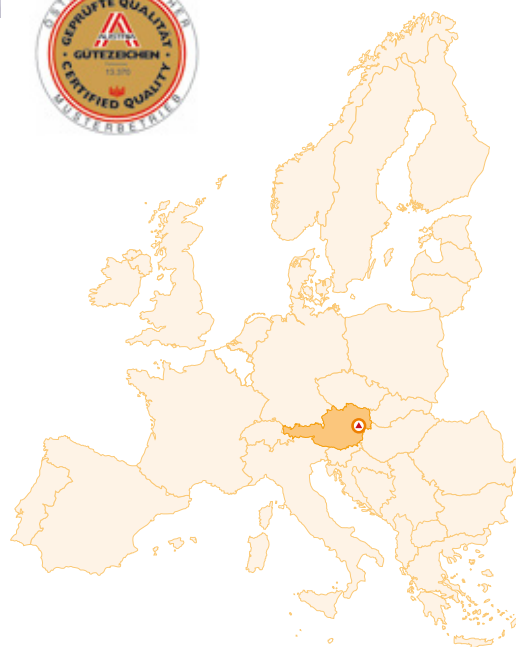 GEPRÜFTE QUALITÄT
AUSTRIA
GÜTEZEICHEN
CERTIFIED QUALITY
MUSTERBETRIEB